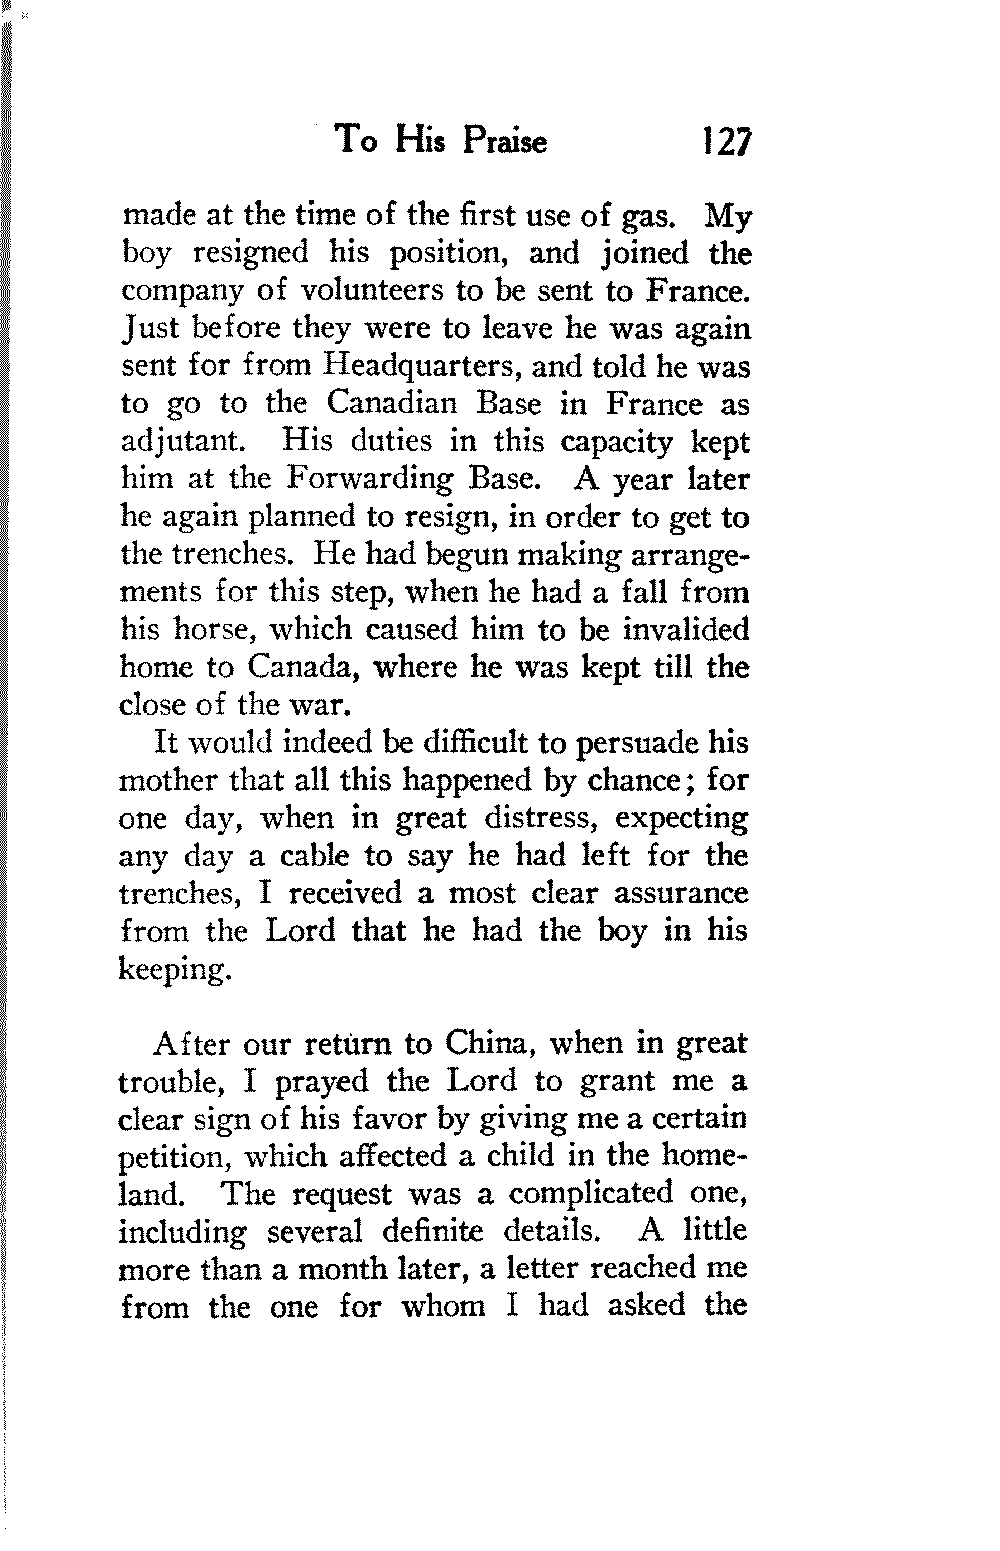 To His Praise 127
made at the time of the first use of gas. My
boy resigned his position, and joined the
company of volunteers to be sent to France.
Just before they were to leave he was again
sent for from Headquarters, and told he was
to go to the Canadian Base in France as
adjutant. His duties in this capacity kept
him at the Forwarding Base. A year later
he again planned to resign, in order to get to
the trenches. He had begun making arrange-
ments for this step, when he had a fall from
his horse, which caused him to be invalided
home to Canada, where he was kept till the
close of the war.
It would indeed be difficult to persuade his
mother that all this happened by chance; for
one day, when in great distress, expecting
any day a cable to say he had left for the
trenches, I received a most clear assurance
from the Lord that he had the boy in his
keeping.
After our return to China, when in great
trouble, I prayed the Lord to grant me a
clear sign of his favor by giving me a certain
petition, which affected a child in the home-
land. The request was a complicated one,
including several definite details. A little
more than a month later, a letter reached me
from the one for whom I had asked the